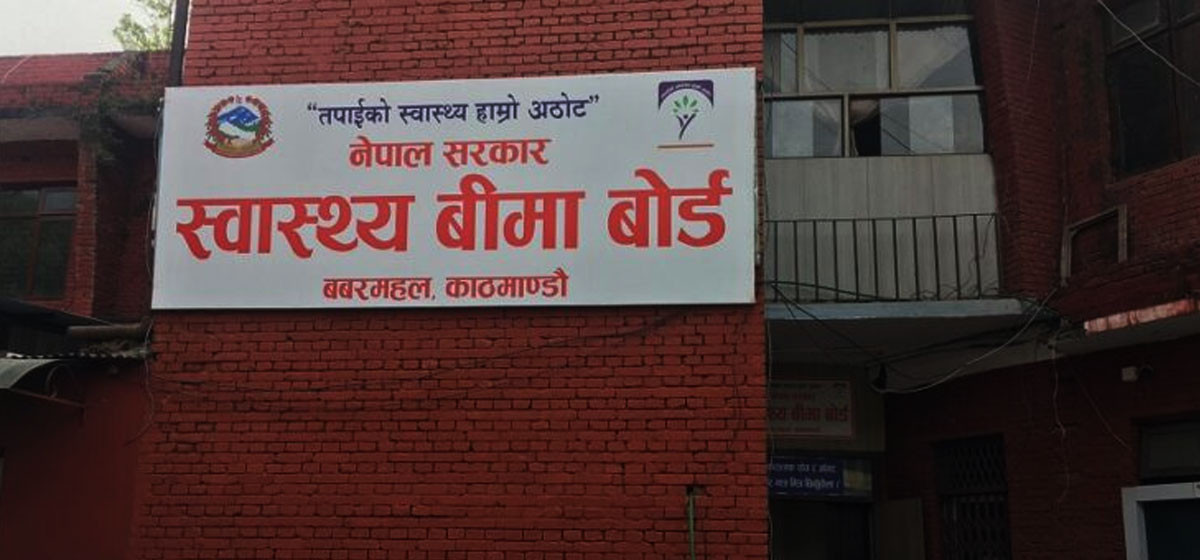 “तपाईको स्वास्थ्य हाम्रो अठोट”
नेपाल सरकार
स्वास्थ्य बीमा बोर्ड
बबरमहल, काठमाण्डौ
बीमा बोर्ड